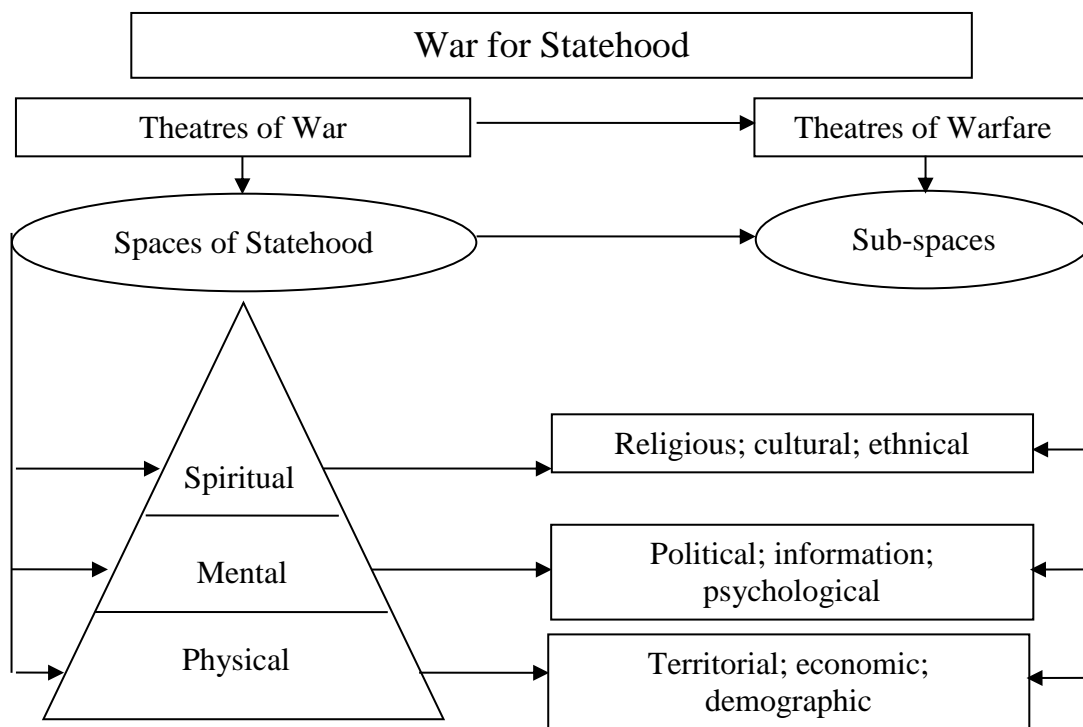 War for Statehood
Theatres of War
Theatres of Warfare
Spaces of Statehood
Sub-spaces
Spiritual
Religious; cultural; ethnical
Mental
Political; information;
psychological
Physical
Territorial; economic;
demographic